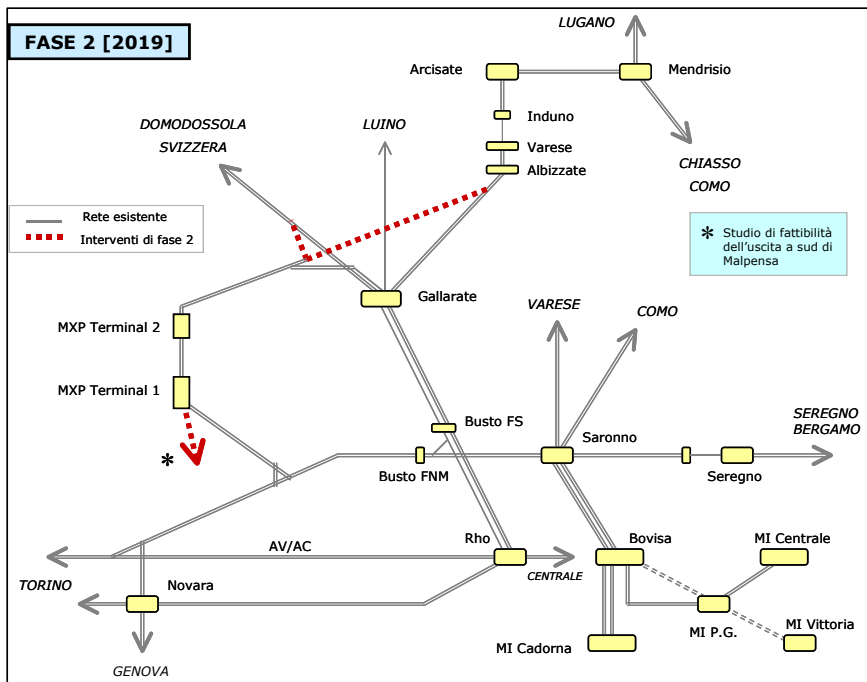 FASE 2 [2019]
LUGANO
Arcisate
Mendrisio
Induno
DOMODOSSOLA
SVIZZERA
LUINO
Varese
Albizzate
CHIASSO
COMO
Rete esistente
Interventi di fase 2
* Studio di fattibilità
dell'uscita a sud di
Malpensa
Gallarate
VARESE
COMO
MXP Terminal 2
MXP Terminal 1
Busto FS
SEREGNO
BERGAMO
Saronno
*
Busto FNM
Seregno
AV/AC
Rho
Bovisa
MI Centrale
TORINO
Novara
CENTRALE
MI P.G.
MI Vittoria
MI Cadorna
GENOVA